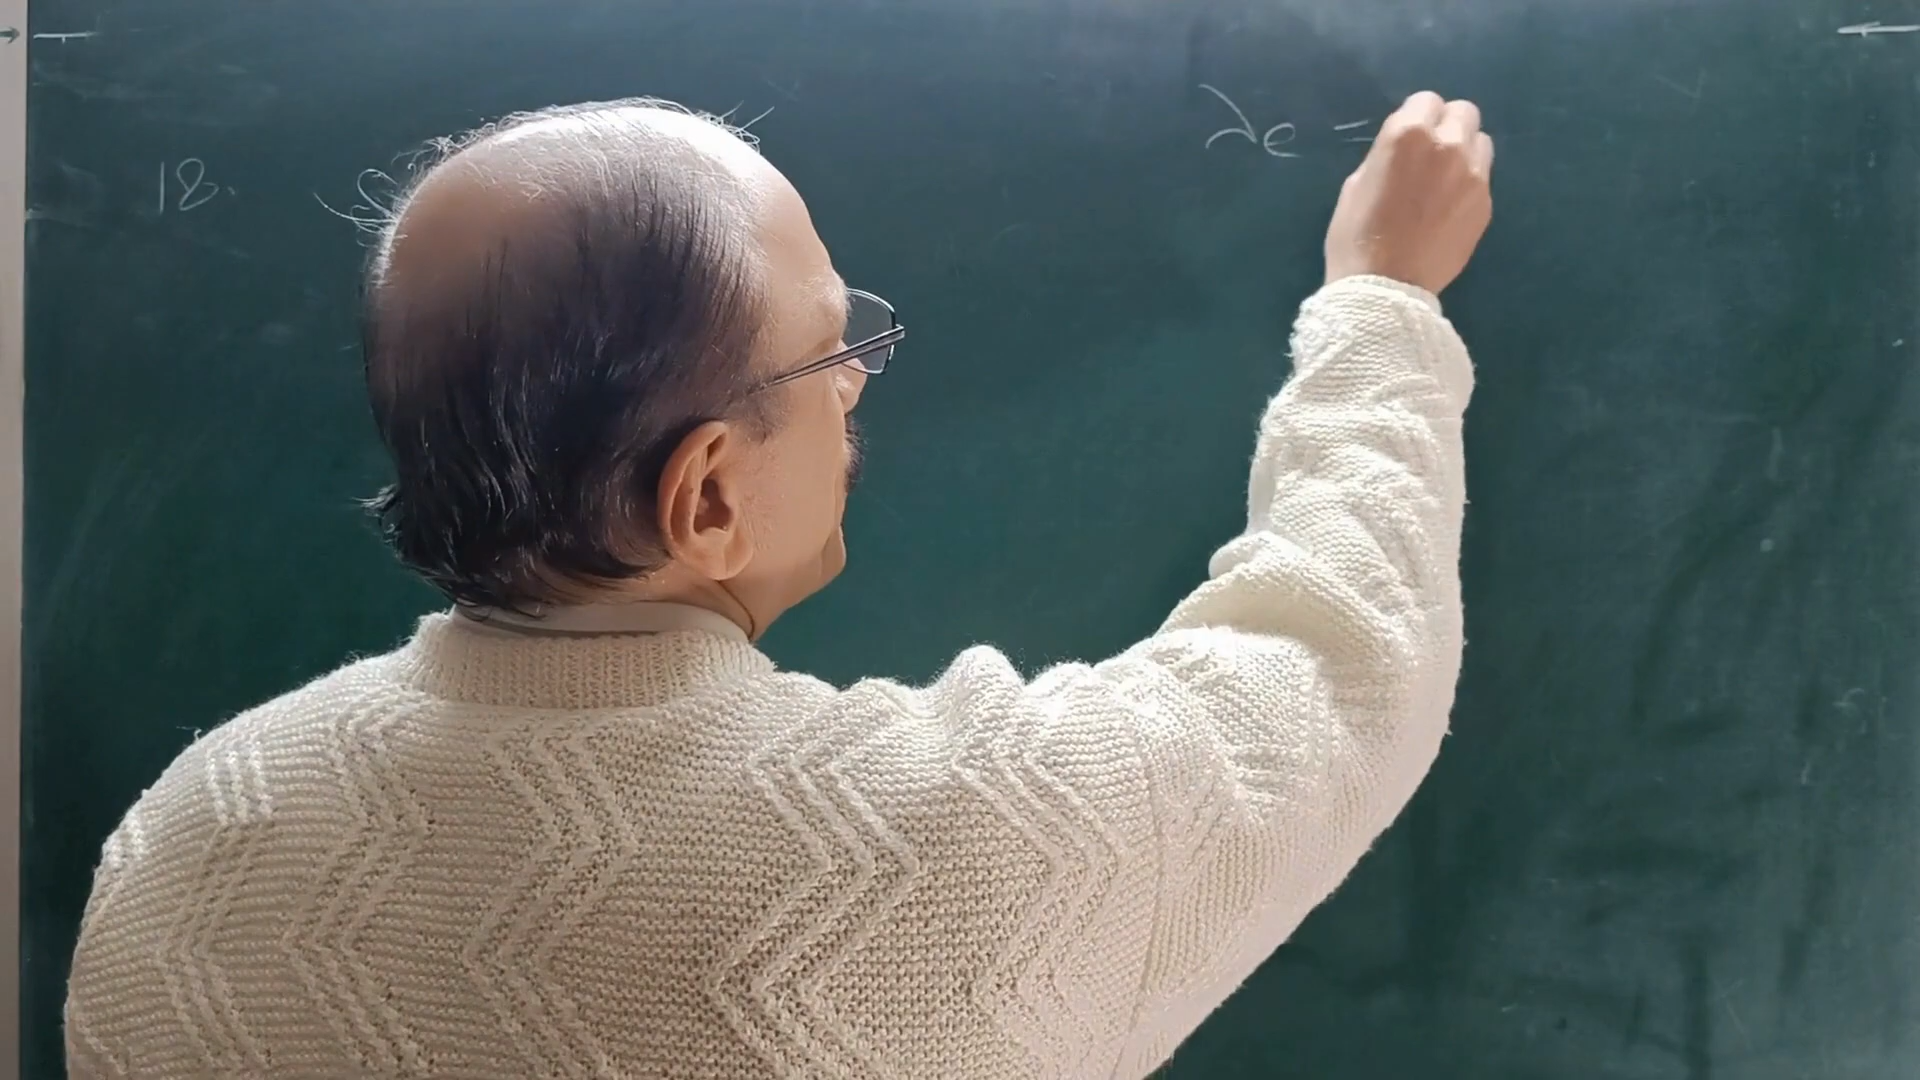 18.
λe =